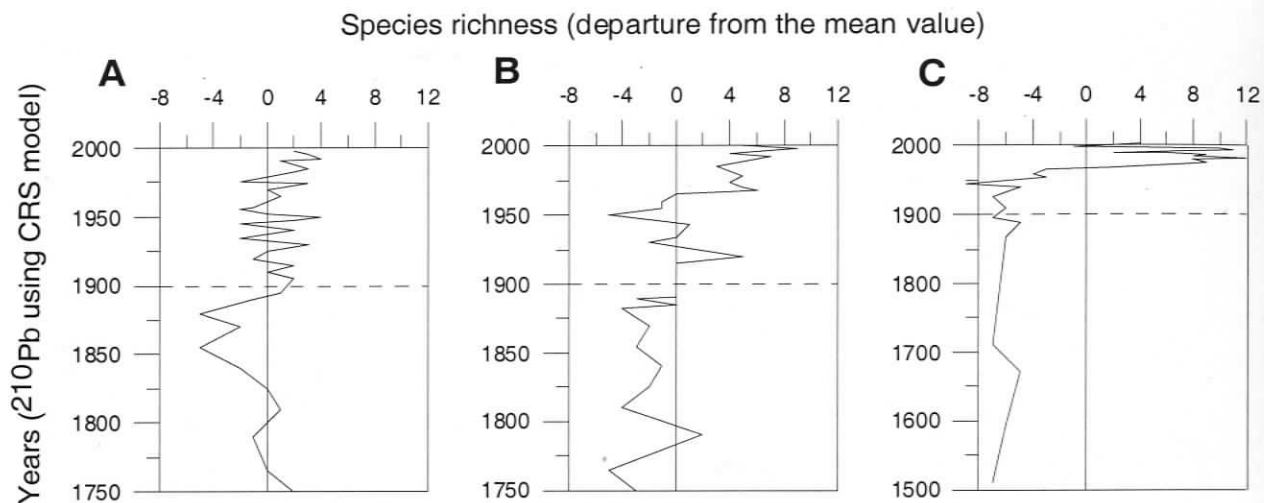 Species richness (departure from the mean value)
A B C
-8 -4 0 4 8 12 -8 -4 0 4 8 12 -8 -4 0 4 8 12
Years (210Pb using CRS model)
2000 2000 2000
1950 1950 1900
1900 1900 1800
1850 1850 1700
1800 1800 1600
1750 1750 1500